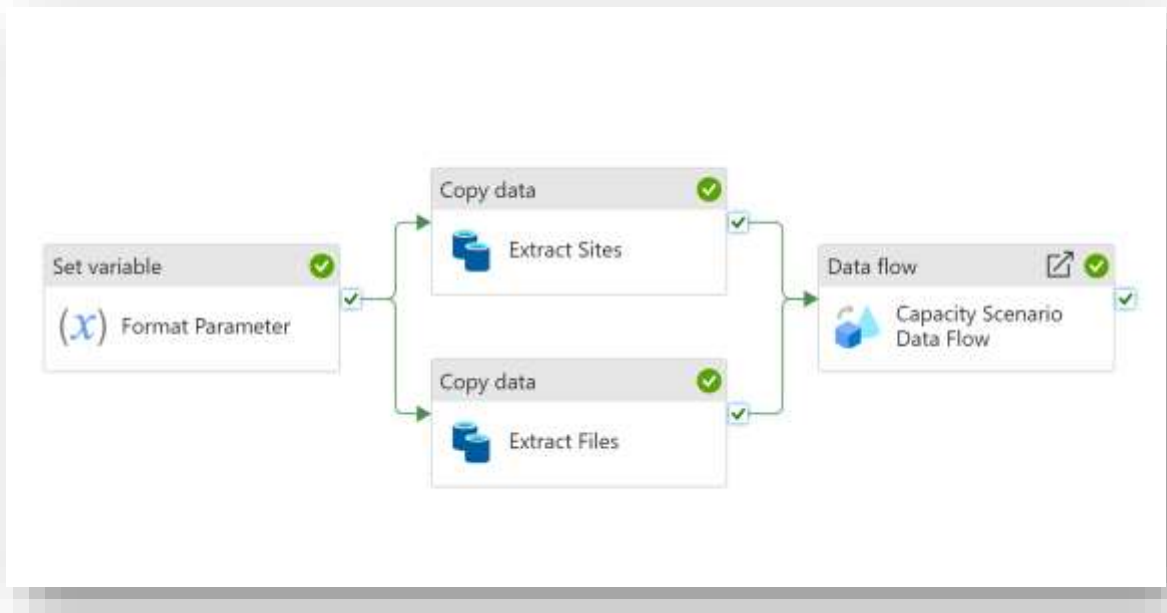 Set variable
(x) Format Parameter
Copy data
Extract Sites
Copy data
Extract Files
Data flow
Capacity Scenario
Data Flow